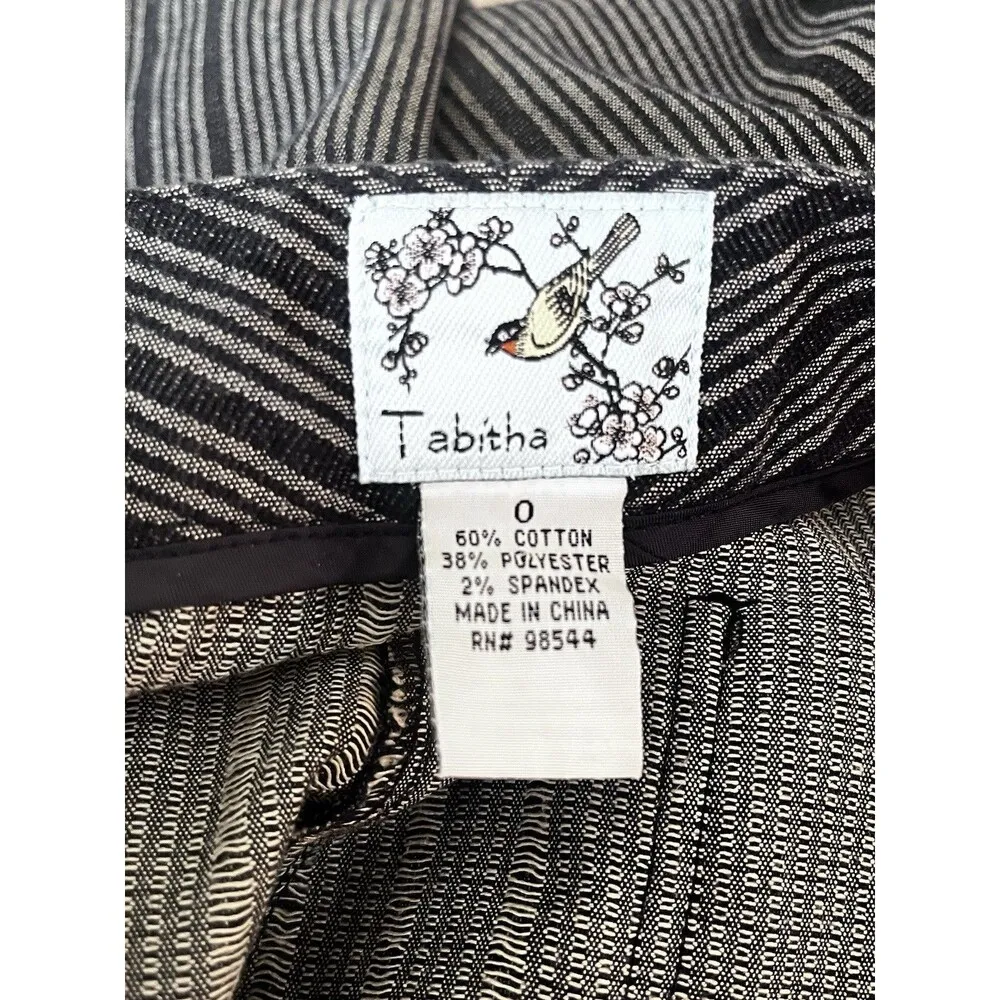 Tabitha
0
60% COTTON
38% POLYESTER
2% SPANDEX
MADE IN CHINA
RN# 98544